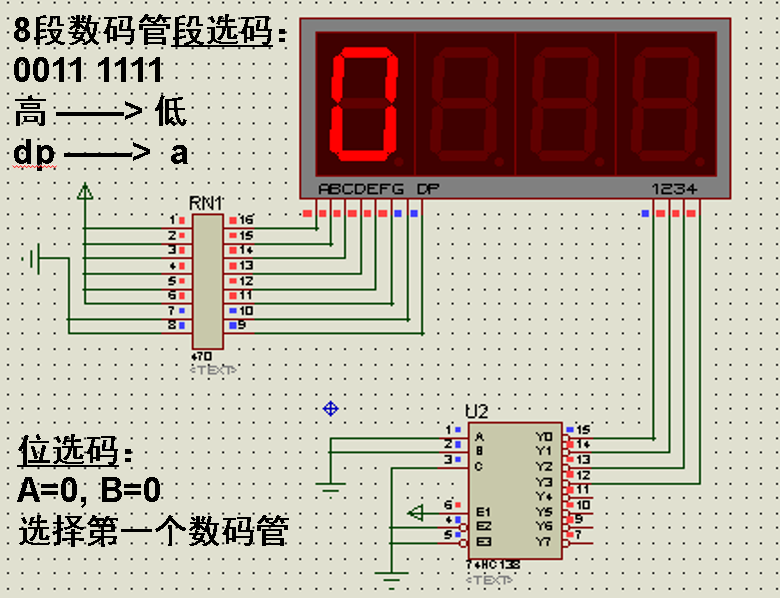 8段数码管段选码：
0011 1111
高 ——> 低
dp ——> a
ABCDEFG DP
1234
RN1
1
2
3
4
5
6
7
8
16
15
14
13
12
11
10
9
470
<TEXT>
位选码：
A=0, B=0
选择第一个数码管
U2
1
2
3
6
4
5
A
B
C
E1
E2
E3
Y0
Y1
Y2
Y3
Y4
Y5
Y6
Y7
15
14
13
12
11
10
9
7
74HC138
<TEXT>